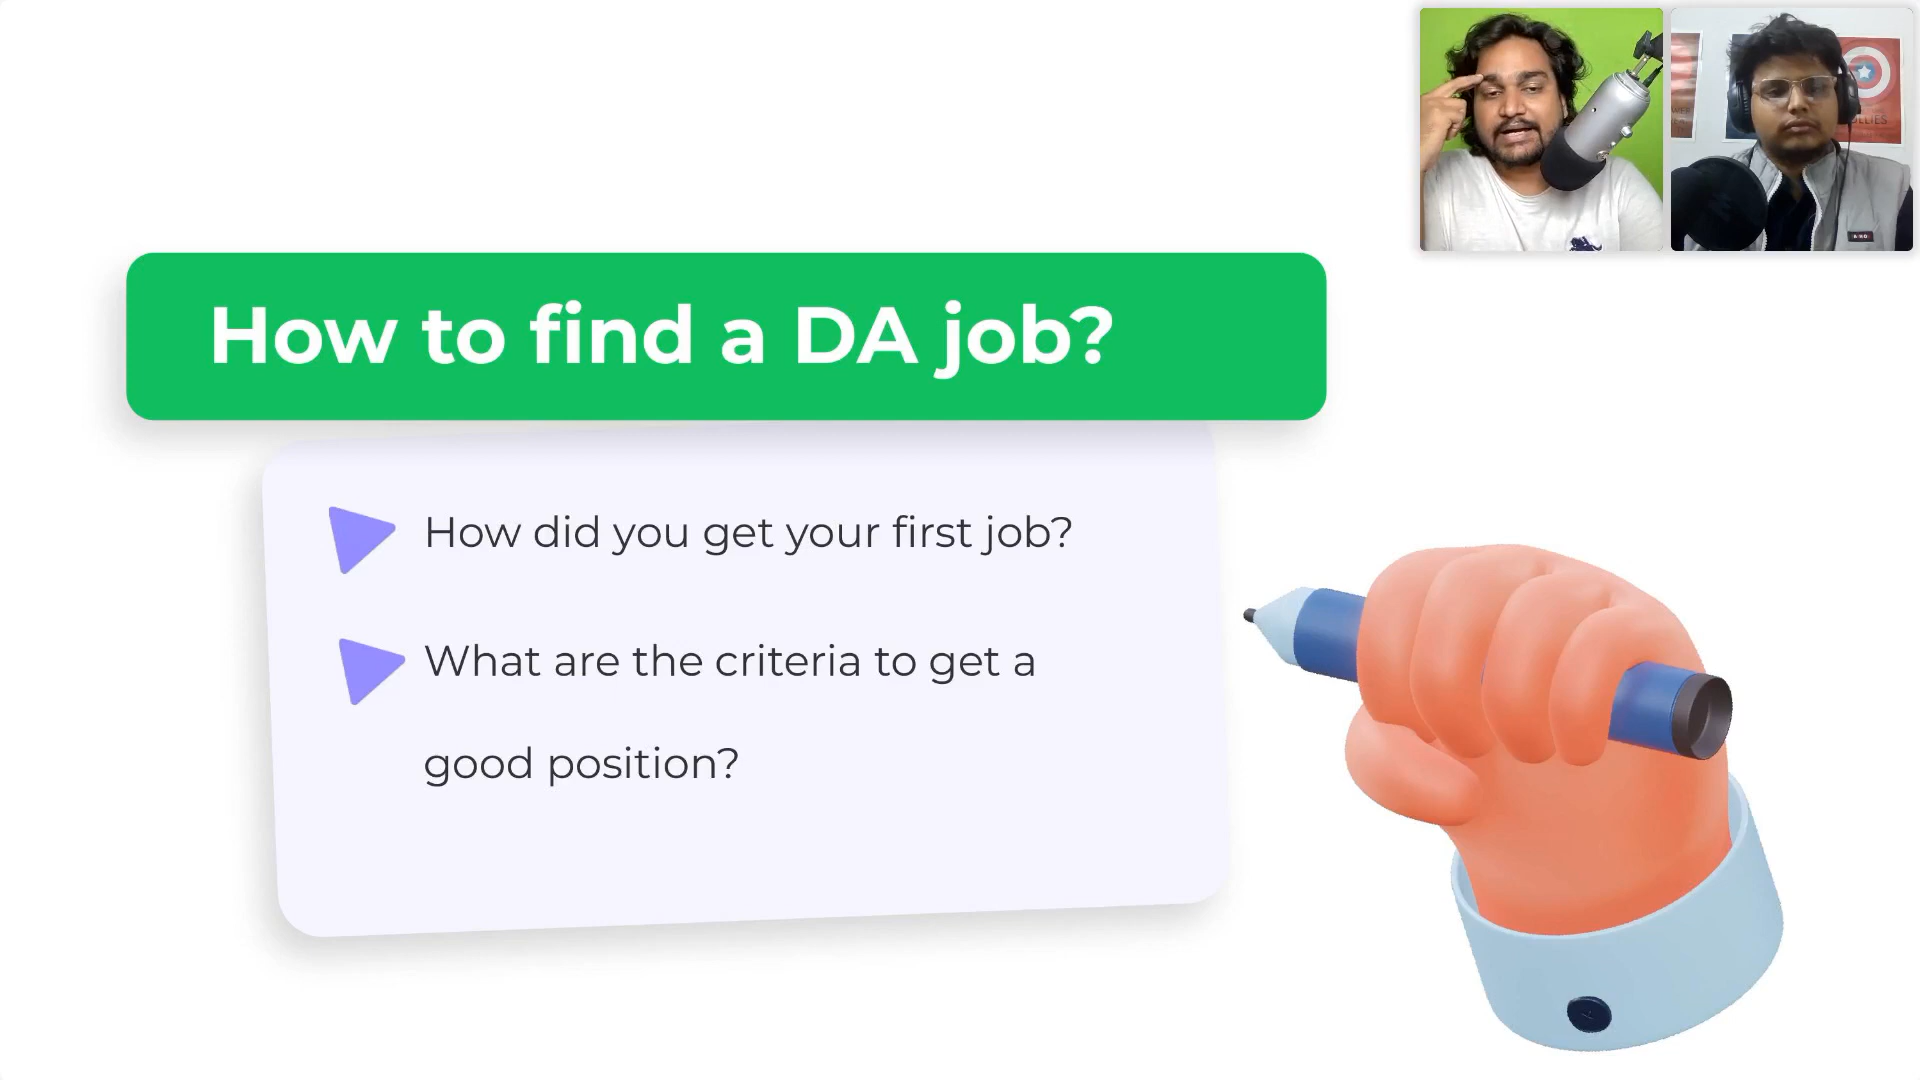 How to find a DA job?
How did you get your first job?
What are the criteria to get a
good position?